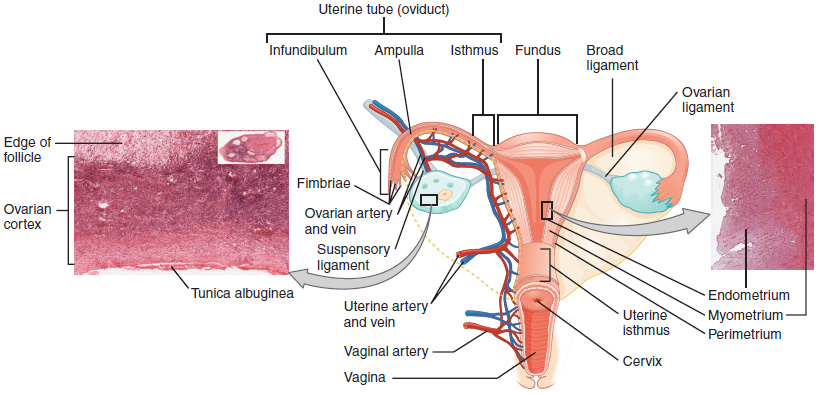 Uterine tube (oviduct)
Infundibulum
Ampulla
Isthmus
Fundus
Broad
ligament
Ovarian
ligament
Edge of
follicle
Ovarian
cortex
Tunica albuginea
Fimbriae
Ovarian artery
and vein
Suspensory
ligament
Uterine artery
and vein
Vaginal artery
Vagina
Uterine
isthmus
Cervix
Endometrium
Myometrium
Perimetrium